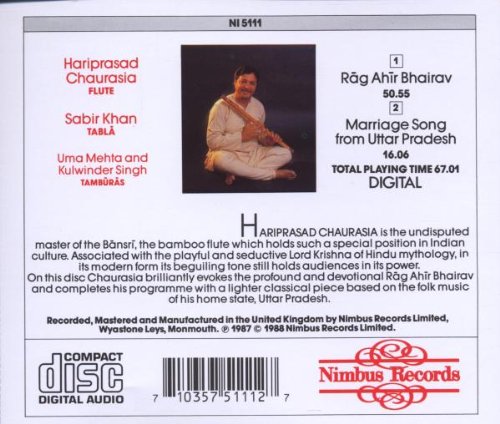 NI 5111
Hariprasad
Chaurasia
FLUTE
Sabir Khan
TABLĀ
Uma Mehta and
Kulwinder Singh
TAMBŪRĀS
1
Rāg Ahīr Bhairav
50.55
2
Marriage Song
from Uttar Pradesh
16.06
TOTAL PLAYING TIME 67.01
DIGITAL
HARIPRASAD CHAURASIA is the undisputed
master of the Bānsrī, the bamboo flute which holds such a special position in Indian
culture. Associated with the playful and seductive Lord Krishna of Hindu mythology, in
its modern form its beguiling tone still holds audiences in its power.
On this disc Chaurasia brilliantly evokes the profound and devotional Rāg Ahīr Bhairav
and completes his programme with a lighter classical piece based on the folk music
of his home state, Uttar Pradesh.
Recorded, Mastered and Manufactured in the United Kingdom by Nimbus Records Limited,
Wyastone Leys, Monmouth. ℗ 1987 © 1988 Nimbus Records Limited.
COMPACT
disc
DIGITAL AUDIO
7 10357 51112 7
Nimbus Records